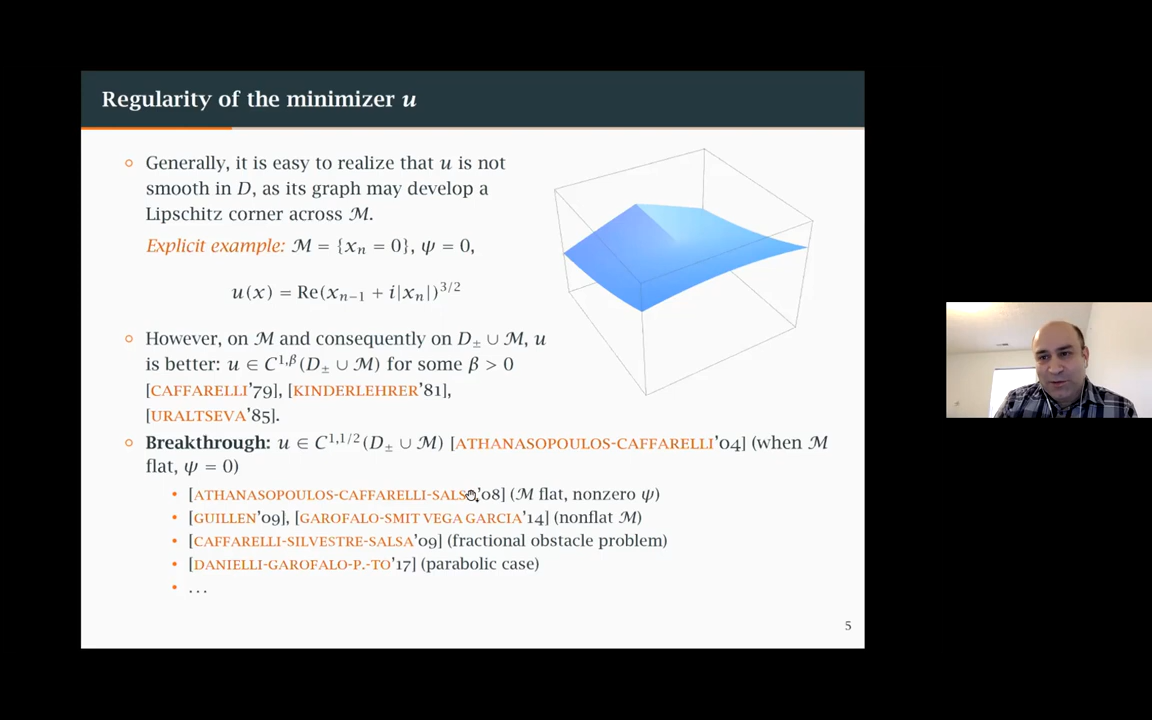 Regularity of the minimizer u
Generally, it is easy to realize that u is not
smooth in D, as its graph may develop a
Lipschitz corner across ℳ.
Explicit example: ℳ = {xₙ = 0}, ψ = 0,
u(x) = Re(xₙ₋₁ + i|xₙ|)^{3/2}
However, on ℳ and consequently on D± ∪ ℳ, u
is better: u ∈ C^{1,β}(D± ∪ ℳ) for some β > 0
[CAFFARELLI'79], [KINDERLEHRER'81],
[URALTSEVA'85].
Breakthrough: u ∈ C^{1,1/2}(D± ∪ ℳ) [ATHANASOPOULOS-CAFFARELLI'04] (when ℳ
flat, ψ = 0)
• [ATHANASOPOULOS-CAFFARELLI-SALSA'08] (ℳ flat, nonzero ψ)
• [GUILLEN'09], [GAROFALO-SMIT VEGA GARCIA'14] (nonflat ℳ)
• [CAFFARELLI-SILVESTRE-SALSA'09] (fractional obstacle problem)
• [DANIELLI-GAROFALO-P.-TO'17] (parabolic case)
• ...
5